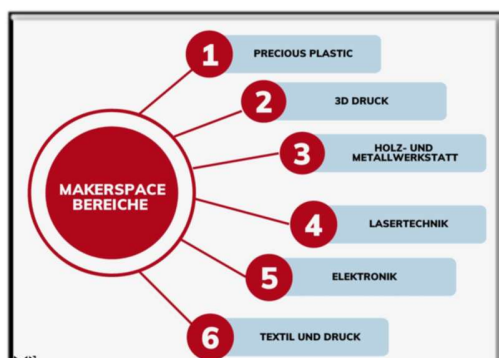 1 PRECIOUS PLASTIC
2 3D DRUCK
3 HOLZ- UND
METALLWERKSTATT
MAKERSPACE
BEREICHE
4 LASERTECHNIK
5 ELEKTRONIK
6 TEXTIL UND DRUCK